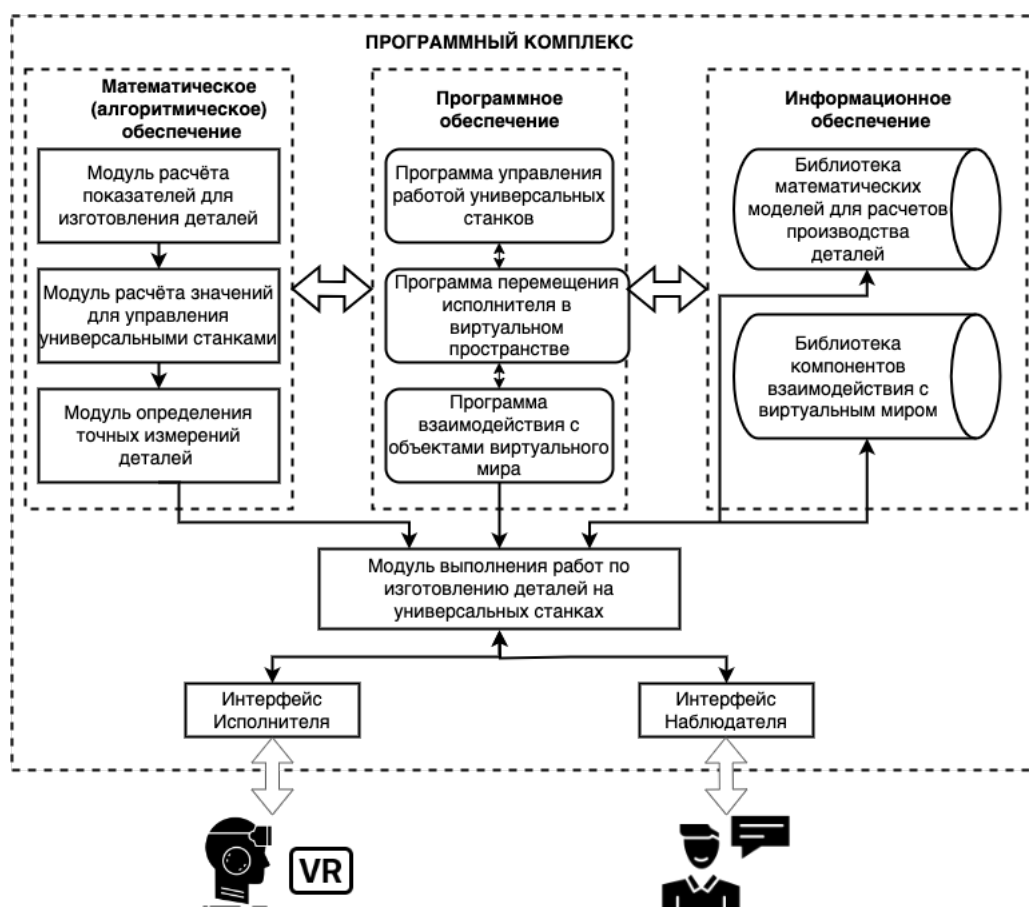 ПРОГРАММНЫЙ КОМПЛЕКС
Математическое
(алгоритмическое)
обеспечение
Модуль расчёта
показателей для
изготовления деталей
Модуль расчёта значений
для управления
универсальными станками
Модуль определения
точных измерений
деталей
Программное
обеспечение
Программа управления
работой универсальных
станков
Программа перемещения
исполнителя в
виртуальном
пространстве
Программа
взаимодействия с
объектами виртуального
мира
Информационное
обеспечение
Библиотека
математических
моделей для расчетов
производства
деталей
Библиотека
компонентов
взаимодействия с
виртуальным миром
Модуль выполнения работ по
изготовлению деталей на
универсальных станках
Интерфейс
Исполнителя
Интерфейс
Наблюдателя
VR